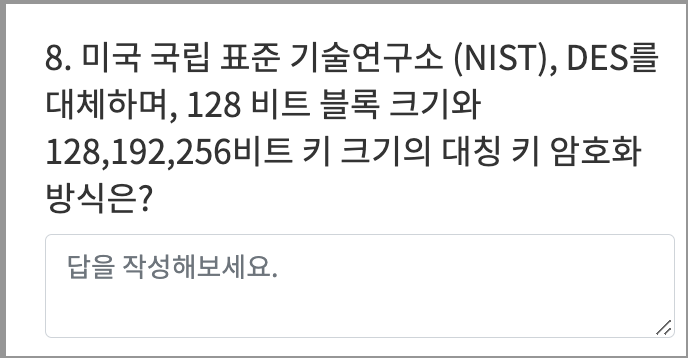 8. 미국 국립 표준 기술연구소 (NIST), DES를
대체하며, 128 비트 블록 크기와
128,192,256비트 키 크기의 대칭 키 암호화
방식은?
답을 작성해보세요.